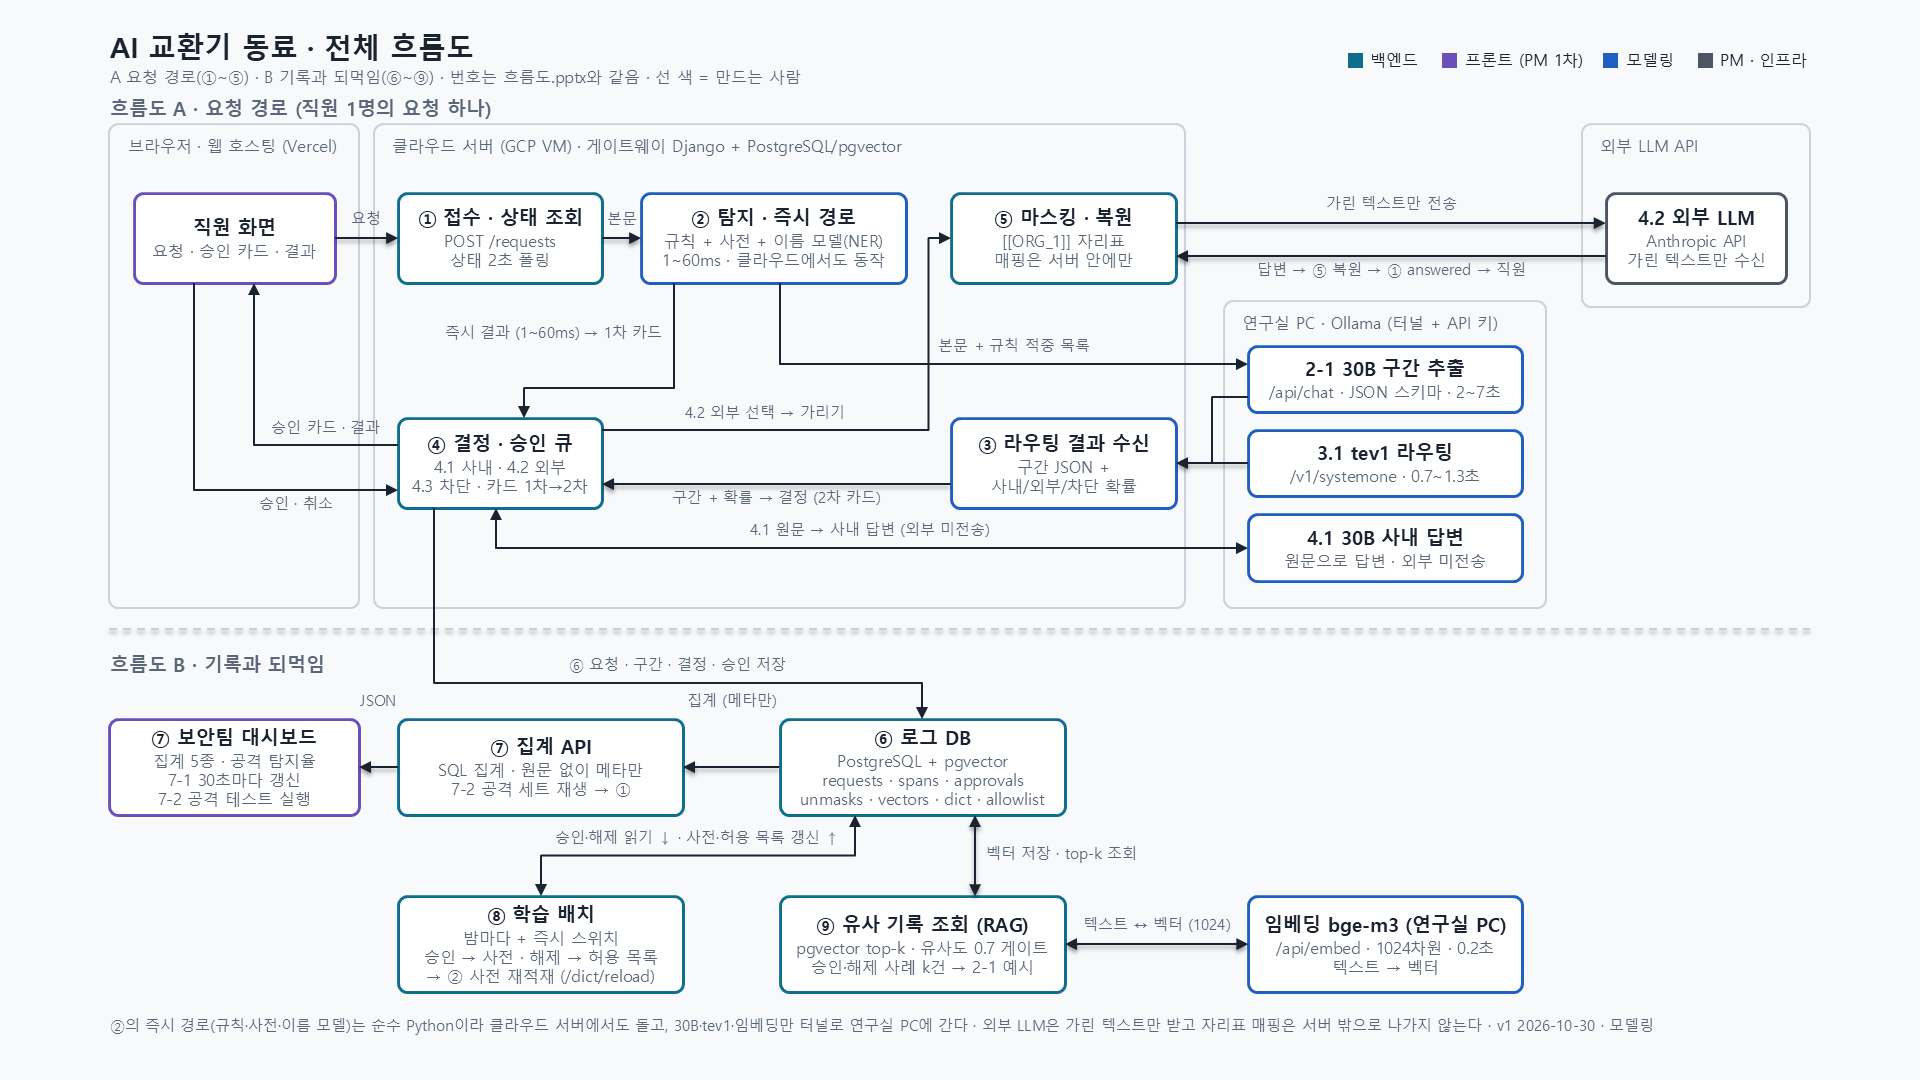 AI 교환기 동료 · 전체 흐름도
A 요청 경로(①~⑤) · B 기록과 되먹임(⑥~⑨) · 번호는 흐름도.pptx와 같음 · 선 색 = 만드는 사람
백엔드
프론트 (PM 1차)
모델링
PM · 인프라
흐름도 A · 요청 경로 (직원 1명의 요청 하나)
브라우저 · 웹 호스팅 (Vercel)
클라우드 서버 (GCP VM) · 게이트웨이 Django + PostgreSQL/pgvector
외부 LLM API
직원 화면
요청 · 승인 카드 · 결과
요청
① 접수 · 상태 조회
POST /requests
상태 2초 폴링
본문
② 탐지 · 즉시 경로
규칙 + 사전 + 이름 모델(NER)
1~60ms · 클라우드에서도 동작
⑤ 마스킹 · 복원
[[ORG_1]] 자리표
매핑은 서버 안에만
가린 텍스트만 전송
답변 → ⑤ 복원 → ① answered → 직원
4.2 외부 LLM
Anthropic API
가린 텍스트만 수신
즉시 결과 (1~60ms) → 1차 카드
본문 + 규칙 적중 목록
연구실 PC · Ollama (터널 + API 키)
2-1 30B 구간 추출
/api/chat · JSON 스키마 · 2~7초
승인 카드 · 결과
승인 · 취소
④ 결정 · 승인 큐
4.1 사내 · 4.2 외부
4.3 차단 · 카드 1차→2차
4.2 외부 선택 → 가리기
구간 + 확률 → 결정 (2차 카드)
③ 라우팅 결과 수신
구간 JSON +
사내/외부/차단 확률
3.1 tev1 라우팅
/v1/systemone · 0.7~1.3초
4.1 원문 → 사내 답변 (외부 미전송)
4.1 30B 사내 답변
원문으로 답변 · 외부 미전송
흐름도 B · 기록과 되먹임
⑥ 요청 · 구간 · 결정 · 승인 저장
JSON
집계 (메타만)
⑦ 보안팀 대시보드
집계 5종 · 공격 탐지율
7-1 30초마다 갱신
7-2 공격 테스트 실행
⑦ 집계 API
SQL 집계 · 원문 없이 메타만
7-2 공격 세트 재생 → ①
⑥ 로그 DB
PostgreSQL + pgvector
requests · spans · approvals
unmasks · vectors · dict · allowlist
승인·해제 읽기 ↓ · 사전·허용 목록 갱신 ↑
벡터 저장 · top-k 조회
⑧ 학습 배치
밤마다 + 즉시 스위치
승인 → 사전 · 해제 → 허용 목록
→ ② 사전 재적재 (/dict/reload)
⑨ 유사 기록 조회 (RAG)
pgvector top-k · 유사도 0.7 게이트
승인·해제 사례 k건 → 2-1 예시
텍스트 ↔ 벡터 (1024)
임베딩 bge-m3 (연구실 PC)
/api/embed · 1024차원 · 0.2초
텍스트 → 벡터
②의 즉시 경로(규칙·사전·이름 모델)는 순수 Python이라 클라우드 서버에서도 돌고, 30B·tev1·임베딩만 터널로 연구실 PC에 간다 · 외부 LLM은 가린 텍스트만 받고 자리표 매핑은 서버 밖으로 나가지 않는다 · v1 2026-10-30 · 모델링